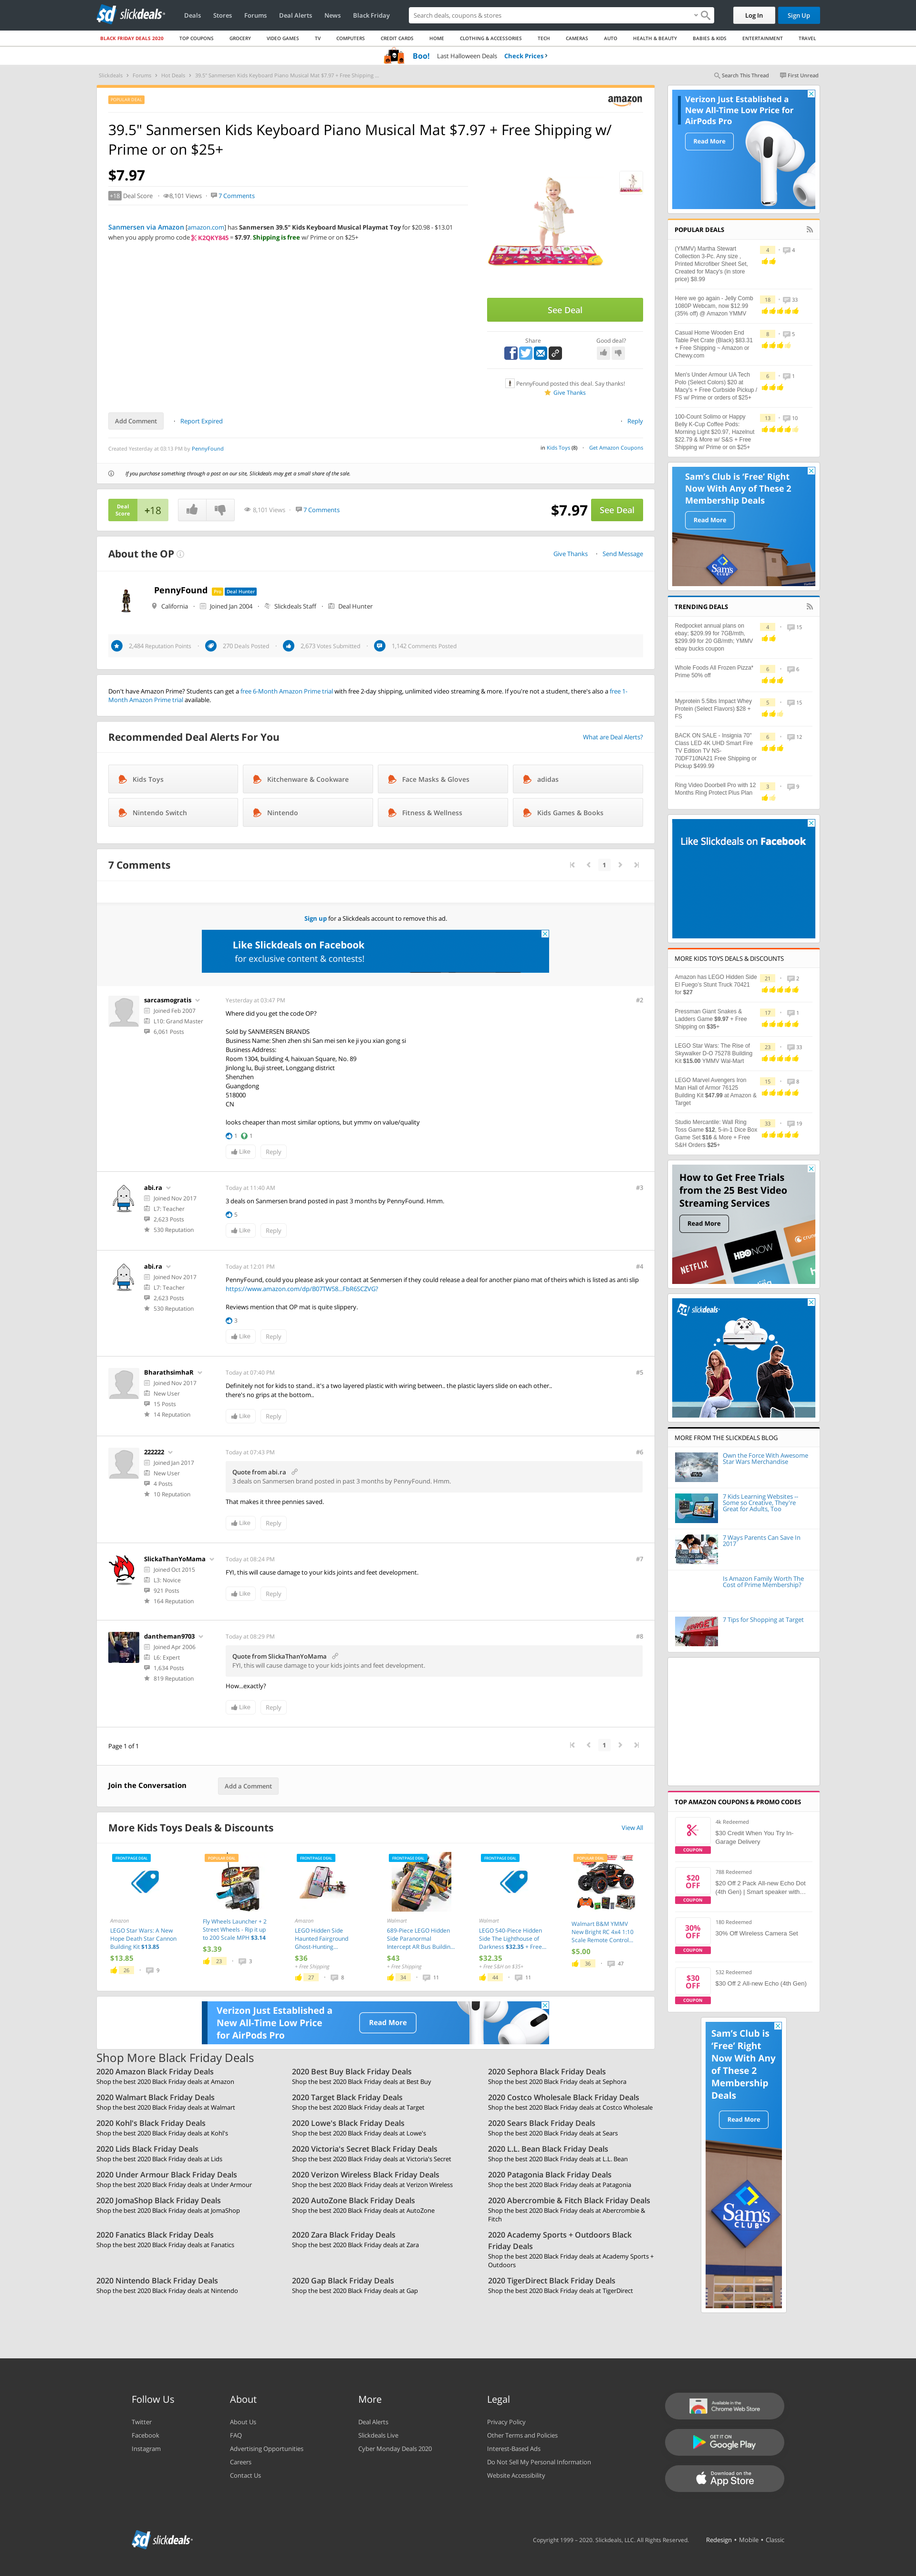 slickdeals
Deals Stores Forums Deal Alerts News Black Friday
Search deals, coupons & stores
Log In Sign Up
BLACK FRIDAY DEALS 2020 TOP COUPONS GROCERY VIDEO GAMES TV COMPUTERS CREDIT CARDS HOME CLOTHING & ACCESSORIES TECH CAMERAS AUTO HEALTH & BEAUTY BABIES & KIDS ENTERTAINMENT TRAVEL
Boo! Last Halloween Deals Check Prices ›
Slickdeals › Forums › Hot Deals › 39.5" Sanmersen Kids Keyboard Piano Musical Mat $7.97 + Free Shipping ...
Search This Thread First Unread
POPULAR DEAL
amazon
39.5" Sanmersen Kids Keyboard Piano Musical Mat $7.97 + Free Shipping w/
Prime or on $25+
$7.97
+18 Deal Score 8,101 Views 7 Comments
Sanmersen via Amazon [amazon.com] has Sanmersen 39.5" Kids Keyboard Musical Playmat Toy for $20.98 - $13.01
when you apply promo code K2QKY845 = $7.97. Shipping is free w/ Prime or on $25+
See Deal
Share Good deal?
PennyFound posted this deal. Say thanks!
Give Thanks
Add Comment Report Expired Reply
Created Yesterday at 03:13 PM by PennyFound
in Kids Toys (6) Get Amazon Coupons
If you purchase something through a post on our site, Slickdeals may get a small share of the sale.
Deal
Score +18 8,101 Views 7 Comments $7.97 See Deal
About the OP
Give Thanks Send Message
PennyFound Pro Deal Hunter
California Joined Jan 2004 Slickdeals Staff Deal Hunter
2,484 Reputation Points 270 Deals Posted 2,673 Votes Submitted 1,142 Comments Posted
Don't have Amazon Prime? Students can get a free 6-Month Amazon Prime trial with free 2-day shipping, unlimited video streaming & more. If you're not a student, there's also a free 1-
Month Amazon Prime trial available.
Recommended Deal Alerts For You
What are Deal Alerts?
Kids Toys Kitchenware & Cookware Face Masks & Gloves adidas
Nintendo Switch Nintendo Fitness & Wellness Kids Games & Books
7 Comments
1
Sign up for a Slickdeals account to remove this ad.
Like Slickdeals on Facebook
for exclusive content & contests!
sarcasmogratis
Joined Feb 2007
L10: Grand Master
6,061 Posts
Yesterday at 03:47 PM #2
Where did you get the code OP?
Sold by SANMERSEN BRANDS
Business Name: Shen zhen shi San mei sen ke ji you xian gong si
Business Address:
Room 1304, building 4, haixuan Square, No. 89
Jinlong lu, Buji street, Longgang district
Shenzhen
Guangdong
518000
CN
looks cheaper than most similar options, but ymmv on value/quality
1 1
Like Reply
abi.ra
Joined Nov 2017
L7: Teacher
2,623 Posts
530 Reputation
Today at 11:40 AM #3
3 deals on Sanmersen brand posted in past 3 months by PennyFound. Hmm.
5
Like Reply
abi.ra
Joined Nov 2017
L7: Teacher
2,623 Posts
530 Reputation
Today at 12:01 PM #4
PennyFound, could you please ask your contact at Senmersen if they could release a deal for another piano mat of theirs which is listed as anti slip
https://www.amazon.com/dp/B07TW58...FbR6SCZVG?
Reviews mention that OP mat is quite slippery.
3
Like Reply
BharathsimhaR
Joined Nov 2017
New User
15 Posts
14 Reputation
Today at 07:40 PM #5
Definitely not for kids to stand.. it's a two layered plastic with wiring between.. the plastic layers slide on each other..
there's no grips at the bottom..
Like Reply
222222
Joined Jan 2017
New User
4 Posts
10 Reputation
Today at 07:43 PM #6
Quote from abi.ra
3 deals on Sanmersen brand posted in past 3 months by PennyFound. Hmm.
That makes it three pennies saved.
Like Reply
SlickaThanYoMama
Joined Oct 2015
L3: Novice
921 Posts
164 Reputation
Today at 08:24 PM #7
FYI, this will cause damage to your kids joints and feet development.
Like Reply
dantheman9703
Joined Apr 2006
L6: Expert
1,634 Posts
819 Reputation
Today at 08:29 PM #8
Quote from SlickaThanYoMama
FYI, this will cause damage to your kids joints and feet development.
How...exactly?
Like Reply
Page 1 of 1
1
Join the Conversation Add a Comment
More Kids Toys Deals & Discounts
View All
FRONTPAGE DEAL
Amazon
LEGO Star Wars: A New
Hope Death Star Cannon
Building Kit $13.85
$13.85
26 9
POPULAR DEAL
Fly Wheels Launcher + 2
Street Wheels - Rip it up
to 200 Scale MPH $3.14
$3.39
23 3
FRONTPAGE DEAL
Amazon
LEGO Hidden Side
Haunted Fairground
Ghost-Hunting...
$36
+ Free Shipping
27 8
FRONTPAGE DEAL
Walmart
689-Piece LEGO Hidden
Side Paranormal
Intercept AR Bus Buildin...
$43
+ Free Shipping
34 11
FRONTPAGE DEAL
Walmart
LEGO 540-Piece Hidden
Side The Lighthouse of
Darkness $32.35 + Free...
$32.35
+ Free S&H on $35+
44 11
POPULAR DEAL
Walmart B&M YMMV
New Bright RC 4x4 1:10
Scale Remote Control...
$5.00
36 47
Verizon Just Established a
New All-Time Low Price
for AirPods Pro
Read More
Shop More Black Friday Deals
2020 Amazon Black Friday Deals
Shop the best 2020 Black Friday deals at Amazon
2020 Best Buy Black Friday Deals
Shop the best 2020 Black Friday deals at Best Buy
2020 Sephora Black Friday Deals
Shop the best 2020 Black Friday deals at Sephora
2020 Walmart Black Friday Deals
Shop the best 2020 Black Friday deals at Walmart
2020 Target Black Friday Deals
Shop the best 2020 Black Friday deals at Target
2020 Costco Wholesale Black Friday Deals
Shop the best 2020 Black Friday deals at Costco Wholesale
2020 Kohl's Black Friday Deals
Shop the best 2020 Black Friday deals at Kohl's
2020 Lowe's Black Friday Deals
Shop the best 2020 Black Friday deals at Lowe's
2020 Sears Black Friday Deals
Shop the best 2020 Black Friday deals at Sears
2020 Lids Black Friday Deals
Shop the best 2020 Black Friday deals at Lids
2020 Victoria's Secret Black Friday Deals
Shop the best 2020 Black Friday deals at Victoria's Secret
2020 L.L. Bean Black Friday Deals
Shop the best 2020 Black Friday deals at L.L. Bean
2020 Under Armour Black Friday Deals
Shop the best 2020 Black Friday deals at Under Armour
2020 Verizon Wireless Black Friday Deals
Shop the best 2020 Black Friday deals at Verizon Wireless
2020 Patagonia Black Friday Deals
Shop the best 2020 Black Friday deals at Patagonia
2020 JomaShop Black Friday Deals
Shop the best 2020 Black Friday deals at JomaShop
2020 AutoZone Black Friday Deals
Shop the best 2020 Black Friday deals at AutoZone
2020 Abercrombie & Fitch Black Friday Deals
Shop the best 2020 Black Friday deals at Abercrombie &
Fitch
2020 Fanatics Black Friday Deals
Shop the best 2020 Black Friday deals at Fanatics
2020 Zara Black Friday Deals
Shop the best 2020 Black Friday deals at Zara
2020 Academy Sports + Outdoors Black
Friday Deals
Shop the best 2020 Black Friday deals at Academy Sports +
Outdoors
2020 Nintendo Black Friday Deals
Shop the best 2020 Black Friday deals at Nintendo
2020 Gap Black Friday Deals
Shop the best 2020 Black Friday deals at Gap
2020 TigerDirect Black Friday Deals
Shop the best 2020 Black Friday deals at TigerDirect
Verizon Just Established a
New All-Time Low Price for
AirPods Pro
Read More
POPULAR DEALS
(YMMV) Martha Stewart
Collection 3-Pc. Any size ,
Printed Microfiber Sheet Set,
Created for Macy's (in store
price) $8.99
4 4
Here we go again - Jelly Comb
1080P Webcam, now $12.99
(35% off) @ Amazon YMMV
18 33
Casual Home Wooden End
Table Pet Crate (Black) $83.31
+ Free Shipping ~ Amazon or
Chewy.com
8 5
Men's Under Armour UA Tech
Polo (Select Colors) $20 at
Macy's + Free Curbside Pickup /
FS w/ Prime or orders of $25+
6 1
100-Count Solimo or Happy
Belly K-Cup Coffee Pods:
Morning Light $20.97, Hazelnut
$22.79 & More w/ S&S + Free
Shipping w/ Prime or on $25+
13 10
Sam's Club is 'Free' Right
Now With Any of These 2
Membership Deals
Read More
Sam's
CLUB
TRENDING DEALS
Redpocket annual plans on
ebay; $209.99 for 7GB/mth,
$299.99 for 20 GB/mth; YMMV
ebay bucks coupon
4 15
Whole Foods All Frozen Pizza*
Prime 50% off
6 6
Myprotein 5.5lbs Impact Whey
Protein (Select Flavors) $28 +
FS
5 15
BACK ON SALE - Insignia 70"
Class LED 4K UHD Smart Fire
TV Edition TV NS-
70DF710NA21 Free Shipping or
Pickup $499.99
6 12
Ring Video Doorbell Pro with 12
Months Ring Protect Plus Plan
3 9
Like Slickdeals on Facebook
MORE KIDS TOYS DEALS & DISCOUNTS
Amazon has LEGO Hidden Side
El Fuego's Stunt Truck 70421
for $27
21 2
Pressman Giant Snakes &
Ladders Game $9.97 + Free
Shipping on $35+
17 1
LEGO Star Wars: The Rise of
Skywalker D-O 75278 Building
Kit $15.00 YMMV Wal-Mart
23 33
LEGO Marvel Avengers Iron
Man Hall of Armor 76125
Building Kit $47.99 at Amazon &
Target
15 8
Studio Mercantile: Wall Ring
Toss Game $12, 5-in-1 Dice Box
Game Set $16 & More + Free
S&H Orders $25+
33 19
How to Get Free Trials
from the 25 Best Video
Streaming Services
Read More
NETFLIX HBO NOW
slickdeals
MORE FROM THE SLICKDEALS BLOG
Own the Force With Awesome
Star Wars Merchandise
7 Kids Learning Websites –
Some so Creative, They're
Great for Adults, Too
7 Ways Parents Can Save In
2017
Is Amazon Family Worth The
Cost of Prime Membership?
7 Tips for Shopping at Target
TOP AMAZON COUPONS & PROMO CODES
COUPON
4k Redeemed
$30 Credit When You Try In-
Garage Delivery
$20
OFF
COUPON
788 Redeemed
$20 Off 2 Pack All-new Echo Dot
(4th Gen) | Smart speaker with...
30%
OFF
COUPON
180 Redeemed
30% Off Wireless Camera Set
$30
OFF
COUPON
532 Redeemed
$30 Off 2 All-new Echo (4th Gen)
Sam's Club is
'Free' Right
Now With Any
of These 2
Membership
Deals
Read More
Sam's
CLUB
Follow Us
Twitter
Facebook
Instagram
About
About Us
FAQ
Advertising Opportunities
Careers
Contact Us
More
Deal Alerts
Slickdeals Live
Cyber Monday Deals 2020
Legal
Privacy Policy
Other Terms and Policies
Interest-Based Ads
Do Not Sell My Personal Information
Website Accessibility
Available in the
Chrome Web Store
GET IT ON
Google Play
Download on the
App Store
slickdeals
Copyright 1999 – 2020. Slickdeals, LLC. All Rights Reserved. Redesign • Mobile • Classic